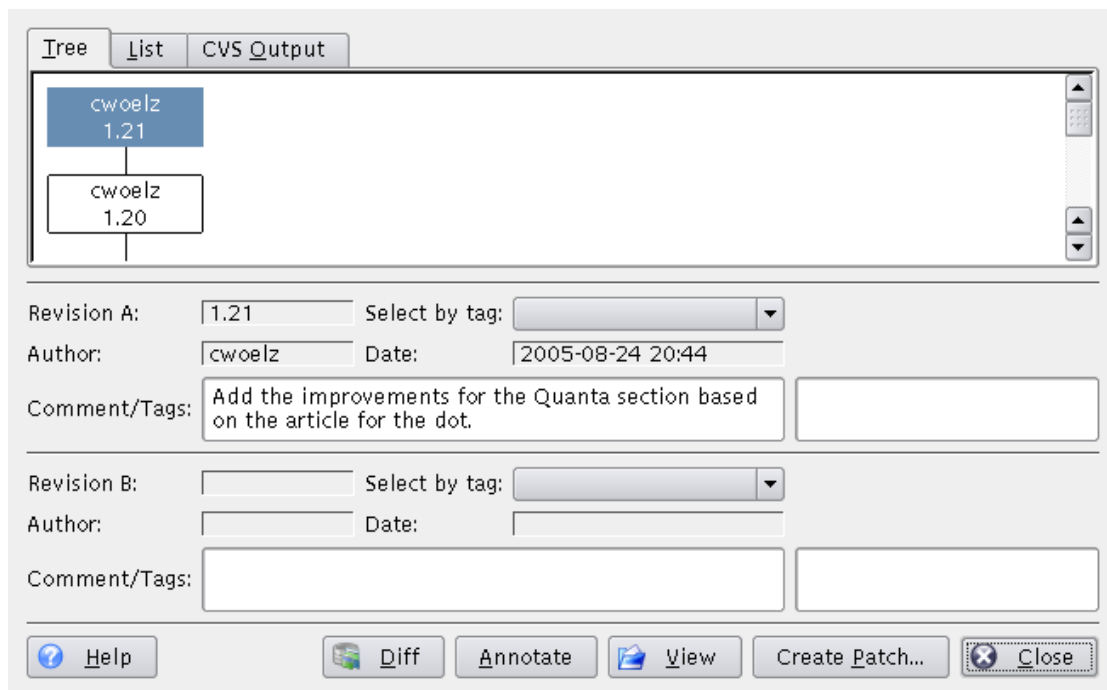 Tree List CVS Output
cwoelz
1.21
cwoelz
1.20
Revision A: 1.21 Select by tag:
Author: cwoelz Date: 2005-08-24 20:44
Comment/Tags: Add the improvements for the Quanta section based
on the article for the dot.
Revision B: Select by tag:
Author: Date:
Comment/Tags:
Help Diff Annotate View Create Patch... Close